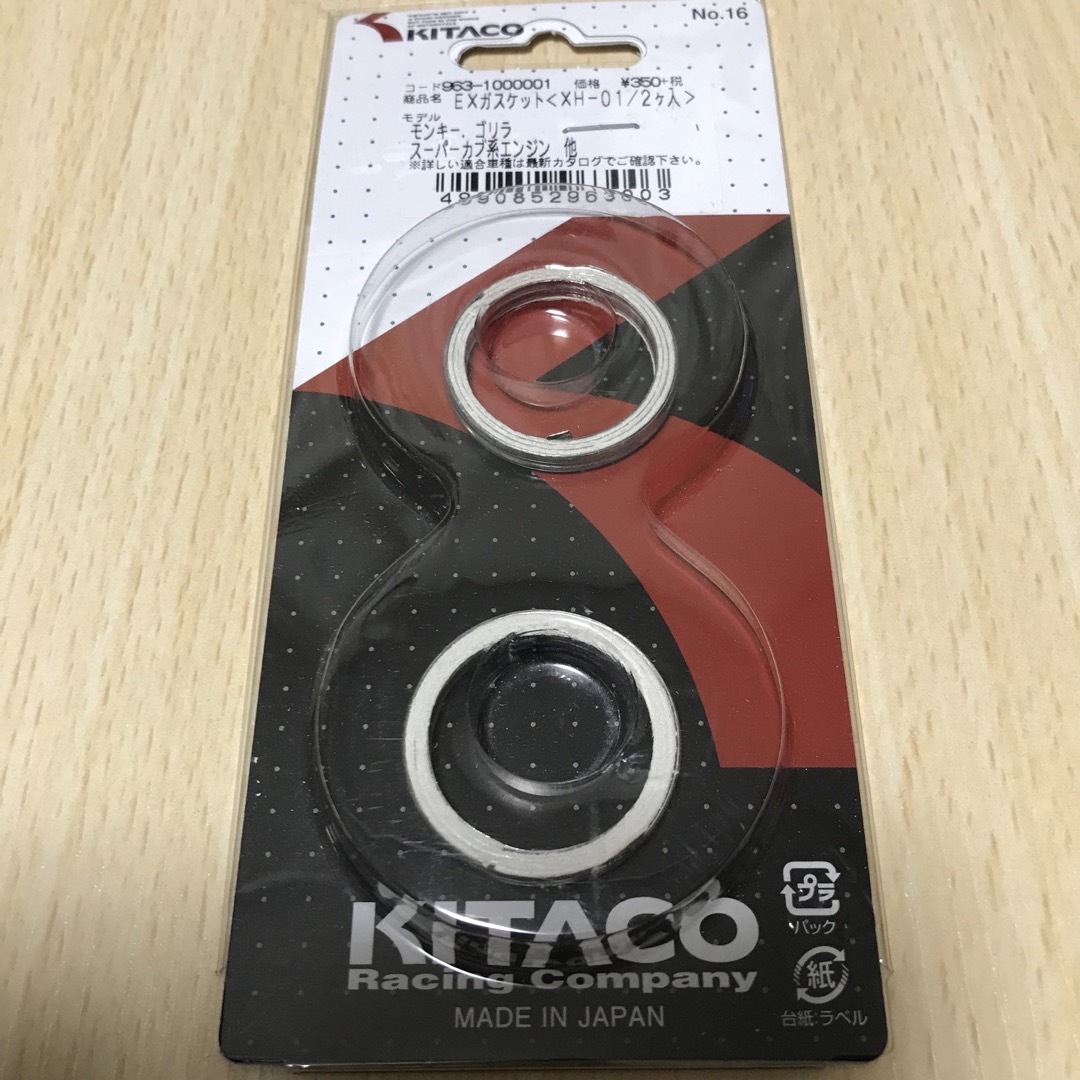 No.16
KITACO
コード963-1000001 価格 ¥350+税
商品名 EXガスケット<XH-01/2ヶ入>
モデル
モンキー. ゴリラ
スーパーカブ系エンジン 他
※詳しい適合車種は最新カタログでご確認下さい。
4990852963003
KITACO
Racing Company
MADE IN JAPAN
プラ
パック
紙
台紙:ラベル